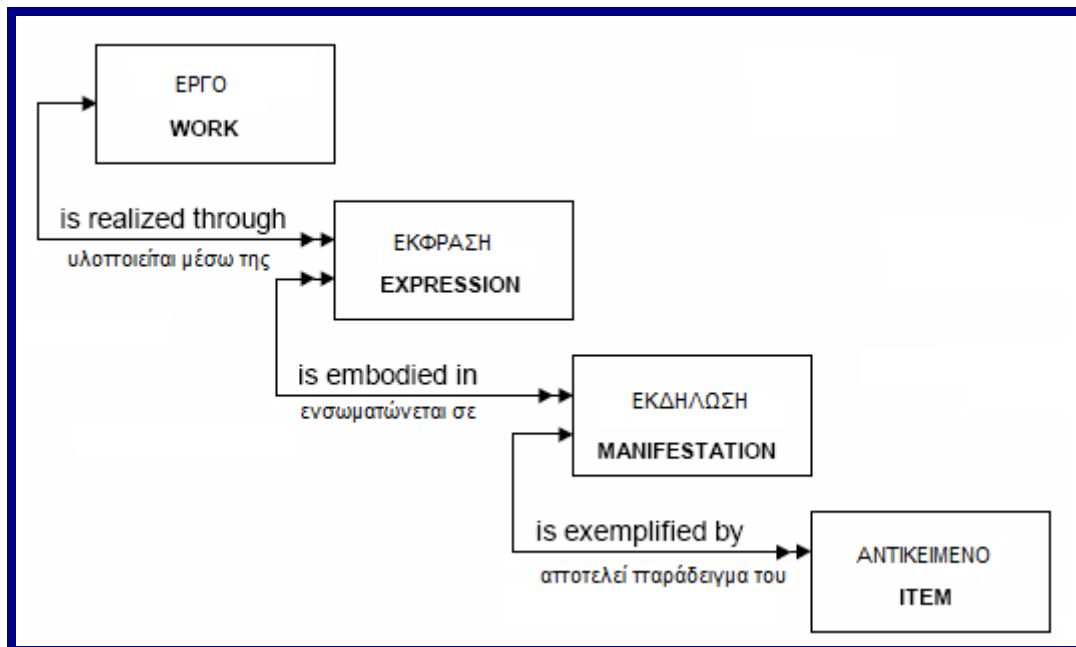 ΕΡΓΟ
WORK
is realized through
υλοποιείται μέσω της
ΕΚΦΡΑΣΗ
EXPRESSION
is embodied in
ενσωματώνεται σε
ΕΚΔΗΛΩΣΗ
MANIFESTATION
is exemplified by
αποτελεί παράδειγμα του
ΑΝΤΙΚΕΙΜΕΝΟ
ITEM